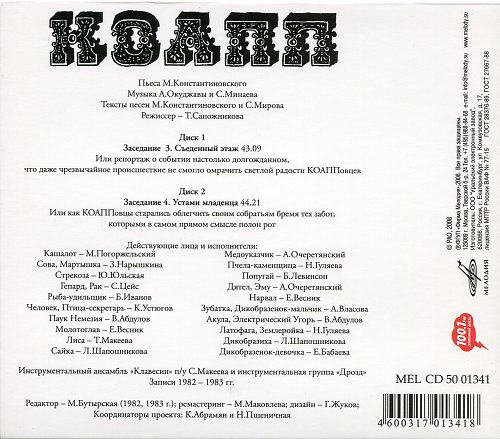 КОАПП
Пьеса М.Константиновского
Музыка А.Окуджавы и С.Минаева
Тексты песен М.Константиновского и С.Мирова
Режиссер – Т.Сапожникова
Диск 1
Заседание 3. Съеденный этаж 43.09
Или репортаж о событии настолько долгожданном,
что даже чрезвычайное происшествие не смогло омрачить светлой радости КОАППовцев
Диск 2
Заседание 4. Устами младенца 44.21
Или как КОАППовцы старались облегчить своим собратьям бремя тех забот,
которыми в самом прямом смысле полон рот
Действующие лица и исполнители:
Кашалот – М.Погоржельский
Сова, Мартышка – З.Нарышкина
Стрекоза – Ю.Юльская
Гепард, Рак – С.Цейс
Рыба-удильщик – Б.Иванов
Человек, Птица-секретарь – К.Устюгов
Паук Немезия – В.Абдулов
Молотоглав – Е.Весник
Лиса – Т.Макеева
Сайка – Л.Шапошникова
Медоуказчик – А.Очеретянский
Пчела-каменщица – Н.Гуляева
Попугай – Б.Левинсон
Дятел, Эму – А.Очеретянский
Нарвал – Е.Весник
Зубатка, Дикобразник-мальчик – А.Власова
Акула, Электрический Угорь – В.Абдулов
Латофага, Землеройка – Н.Гуляева
Дикобразиха – Л.Шапошникова
Дикобразенок-девочка – Е.Бабаева
Инструментальный ансамбль «Клавесин» п/у С.Макеева и инструментальная группа «Дрозд»
Записи 1982 – 1983 гг.
Редактор – М.Бутырская (1982, 1983 г.); ремастеринг – М.Маковлева; дизайн – Г.Жуков;
Координаторы проекта: К.Абрамян и Н.Пшеничная
© РАО, 2008
МЕЛОДИЯ
100.1 FM
MEL CD 50 01341
4 600317 013418